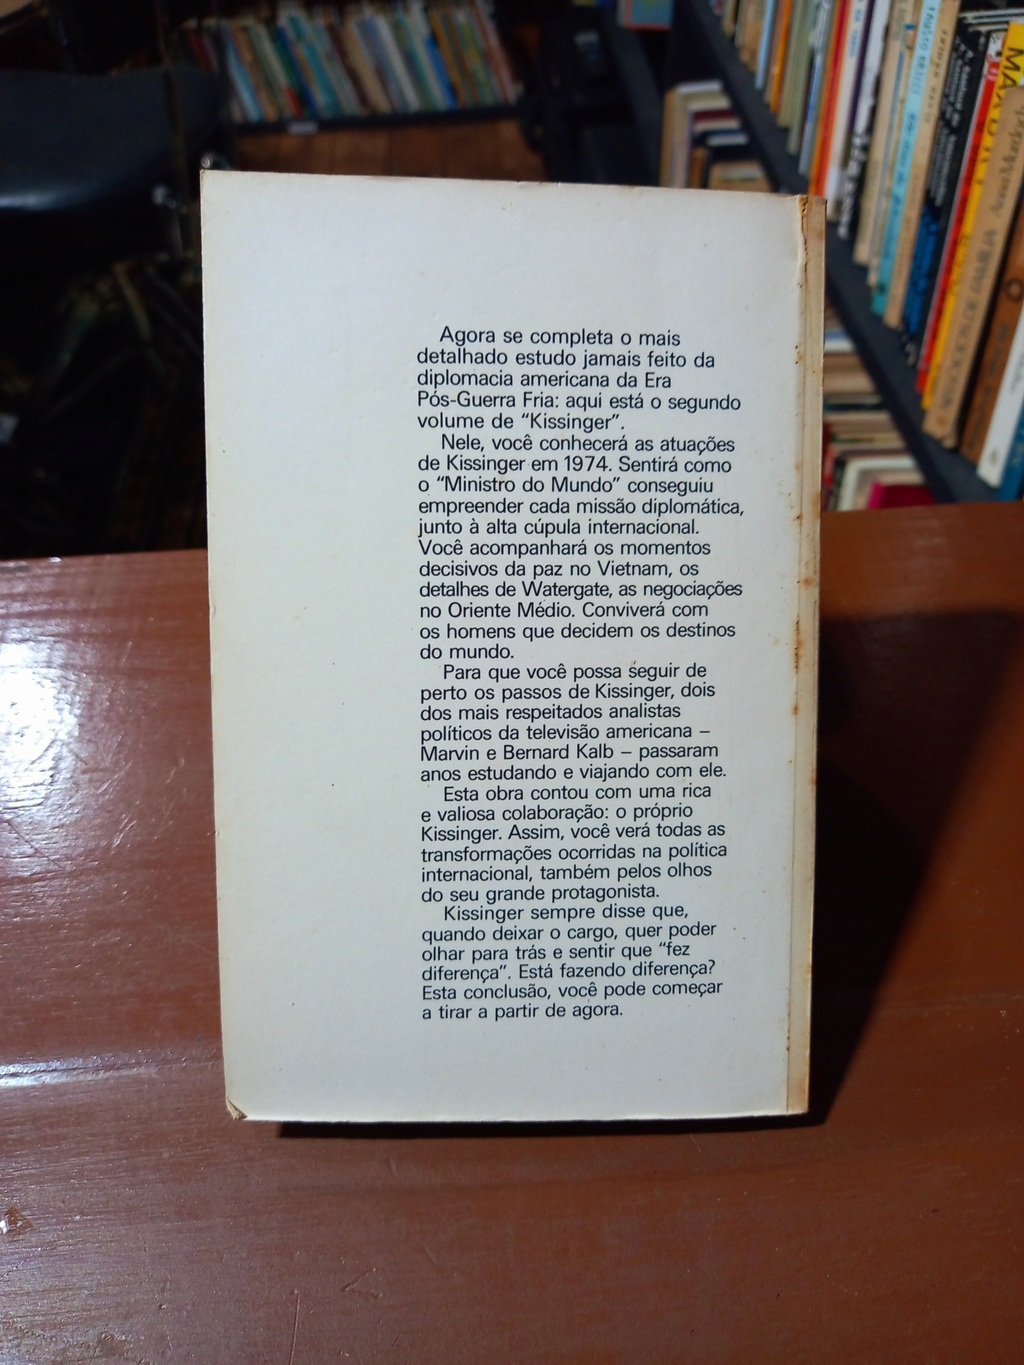 Agora se completa o mais
detalhado estudo jamais feito da
diplomacia americana da Era
Pós-Guerra Fria: aqui está o segundo
volume de "Kissinger".
Nele, você conhecerá as atuações
de Kissinger em 1974. Sentirá como
o "Ministro do Mundo" conseguiu
empreender cada missão diplomática,
junto à alta cúpula internacional.
Você acompanhará os momentos
decisivos da paz no Vietnam, os
detalhes de Watergate, as negociações
no Oriente Médio. Conviverá com
os homens que decidem os destinos
do mundo.
Para que você possa seguir de
perto os passos de Kissinger, dois
dos mais respeitados analistas
políticos da televisão americana –
Marvin e Bernard Kalb – passaram
anos estudando e viajando com ele.
Esta obra contou com uma rica
e valiosa colaboração: o próprio
Kissinger. Assim, você verá todas as
transformações ocorridas na política
internacional, também pelos olhos
do seu grande protagonista.
Kissinger sempre disse que,
quando deixar o cargo, quer poder
olhar para trás e sentir que "fez
diferença". Está fazendo diferença?
Esta conclusão, você pode começar
a tirar a partir de agora.